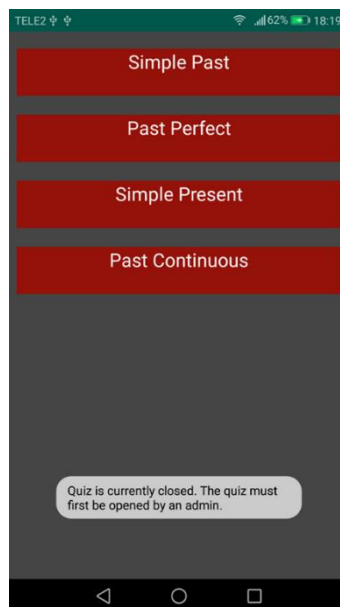 TELE2 62% 18:19
Simple Past
Past Perfect
Simple Present
Past Continuous
Quiz is currently closed. The quiz must
first be opened by an admin.